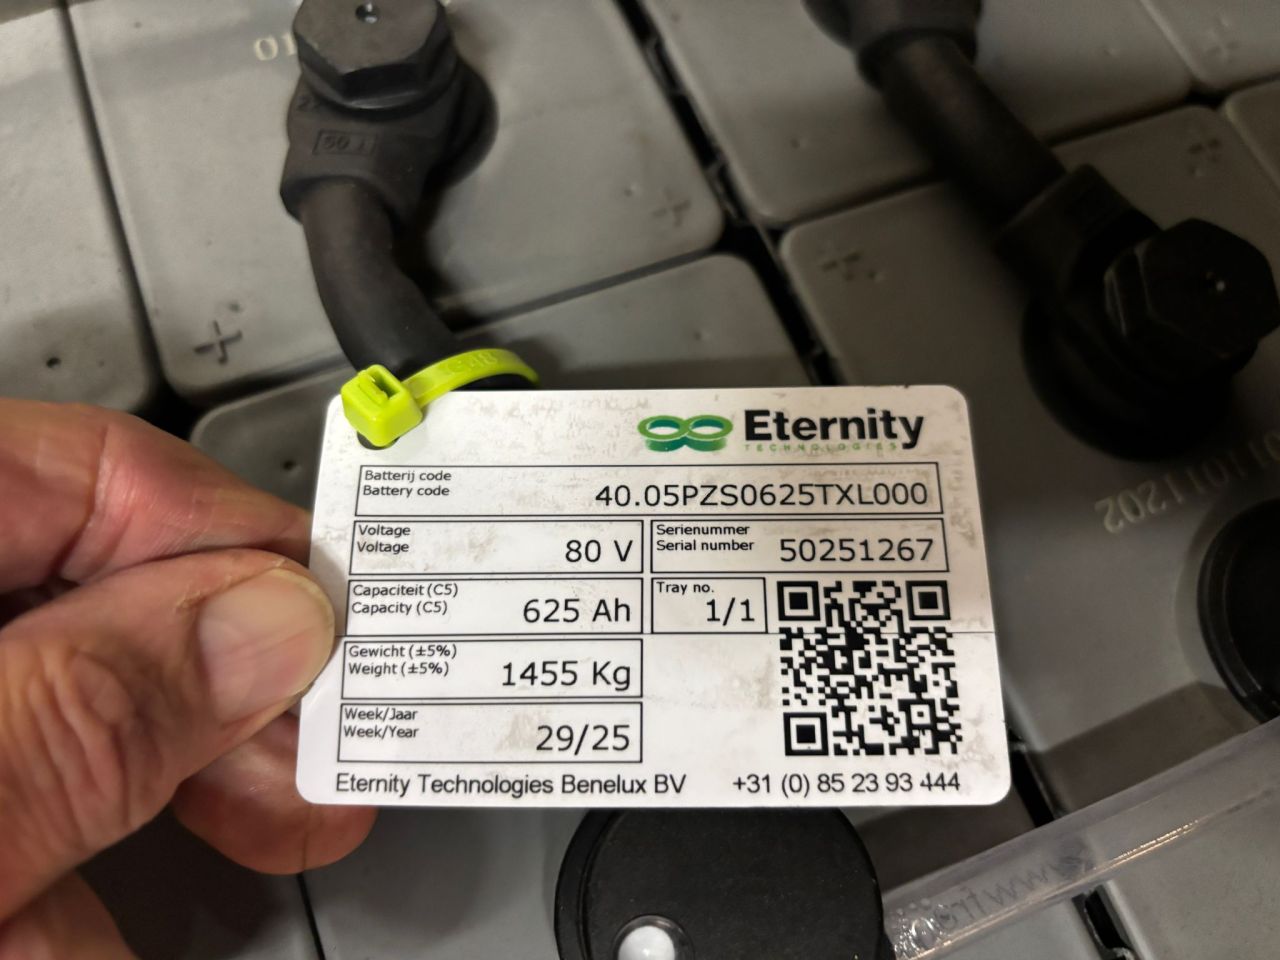 01
50
Eternity
TECHNOLOGIES
Batterij code
Battery code
40.05PZS0625TXL000
Voltage
Voltage
80 V
Serienummer
Serial number
50251267
Capaciteit (C5)
Capacity (C5)
625 Ah
Tray no.
1/1
Gewicht (±5%)
Weight (±5%)
1455 Kg
Week/Jaar
Week/Year
29/25
Eternity Technologies Benelux BV
+31 (0) 85 23 93 444